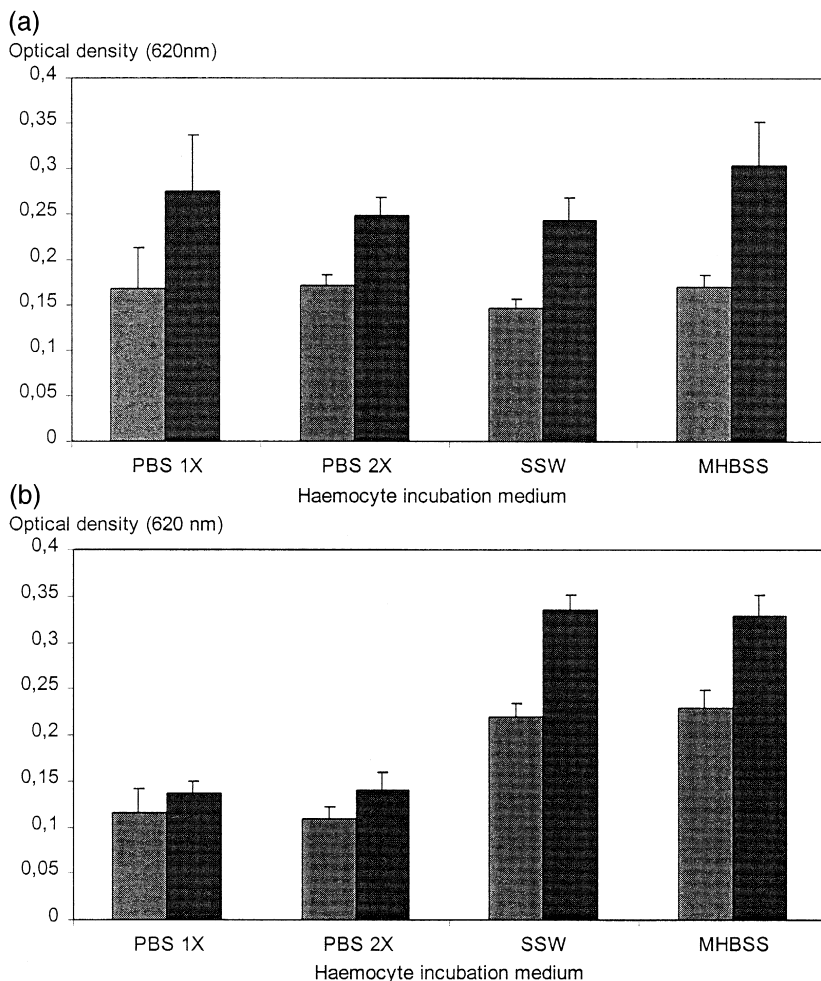 (a)
Optical density (620nm)
0,4
0,35
0,3
0,25
0,2
0,15
0,1
0,05
0
PBS 1X PBS 2X SSW MHBSS
Haemocyte incubation medium
(b)
Optical density (620 nm)
0,4
0,35
0,3
0,25
0,2
0,15
0,1
0,05
0
PBS 1X PBS 2X SSW MHBSS
Haemocyte incubation medium